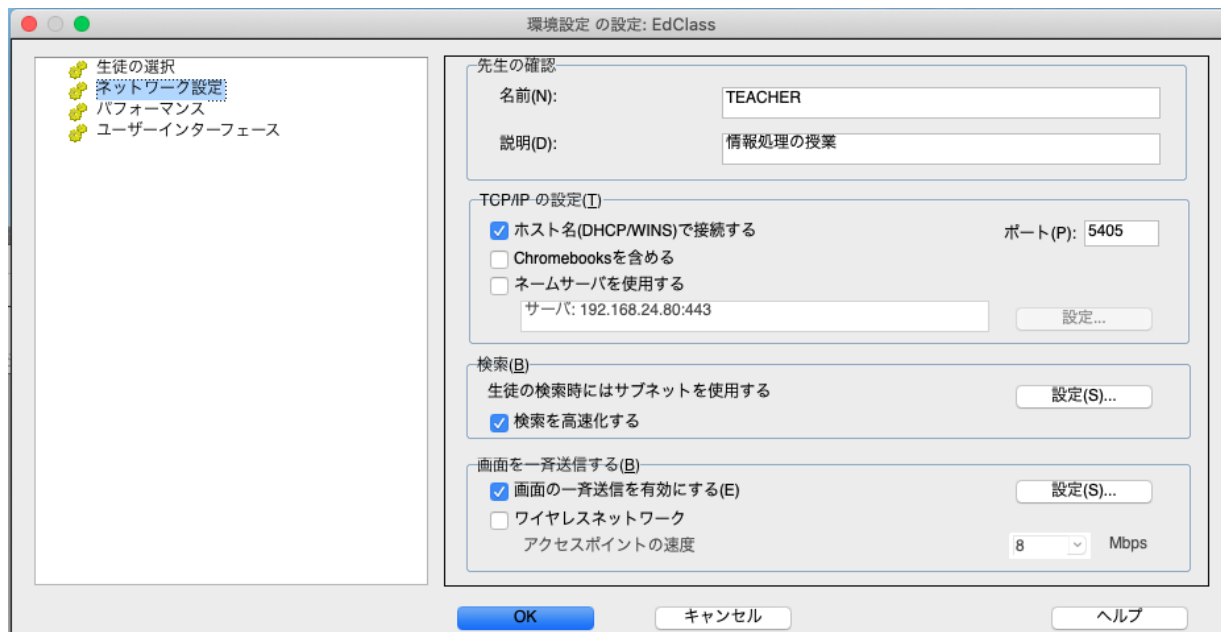 環境設定 の設定: EdClass
生徒の選択
ネットワーク設定
パフォーマンス
ユーザーインターフェース
先生の確認
名前(N): TEACHER
説明(D): 情報処理の授業
TCP/IP の設定(T)
ホスト名(DHCP/WINS)で接続する ポート(P): 5405
Chromebooksを含める
ネームサーバを使用する
サーバ: 192.168.24.80:443 設定...
検索(B)
生徒の検索時にはサブネットを使用する 設定(S)...
検索を高速化する
画面を一斉送信する(B)
画面の一斉送信を有効にする(E) 設定(S)...
ワイヤレスネットワーク
アクセスポイントの速度 8 Mbps
OK キャンセル ヘルプ